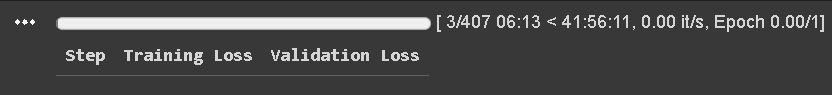 ••• [ 3/407 06:13 < 41:56:11, 0.00 it/s, Epoch 0.00/1]
Step Training Loss Validation Loss